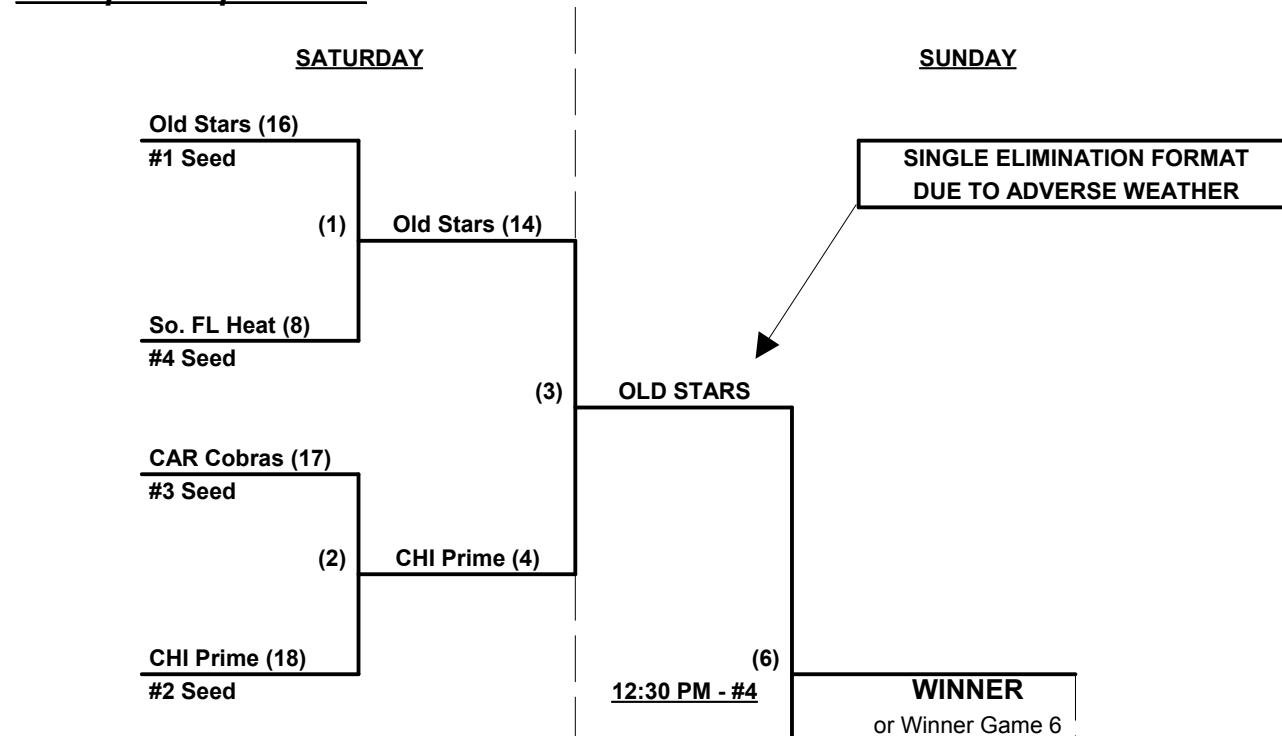 SATURDAY
SUNDAY
Old Stars (16)
#1 Seed
SINGLE ELIMINATION FORMAT
DUE TO ADVERSE WEATHER
(1)
Old Stars (14)
So. FL Heat (8)
#4 Seed
(3)
OLD STARS
CAR Cobras (17)
#3 Seed
(2)
CHI Prime (4)
CHI Prime (18)
#2 Seed
(6)
12:30 PM - #4
WINNER
or Winner Game 6